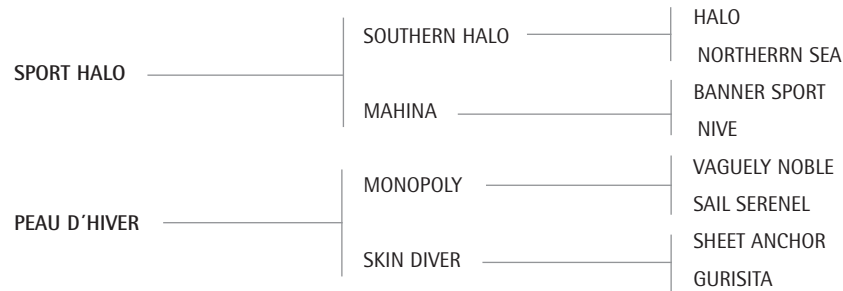 HALO
SOUTHERN HALO
NORTHERRN SEA
SPORT HALO
BANNER SPORT
MAHINA
NIVE
VAGUELY NOBLE
MONOPOLY
SAIL SERENEL
PEAU D´HIVER
SHEET ANCHOR
SKIN DIVER
GURISITA